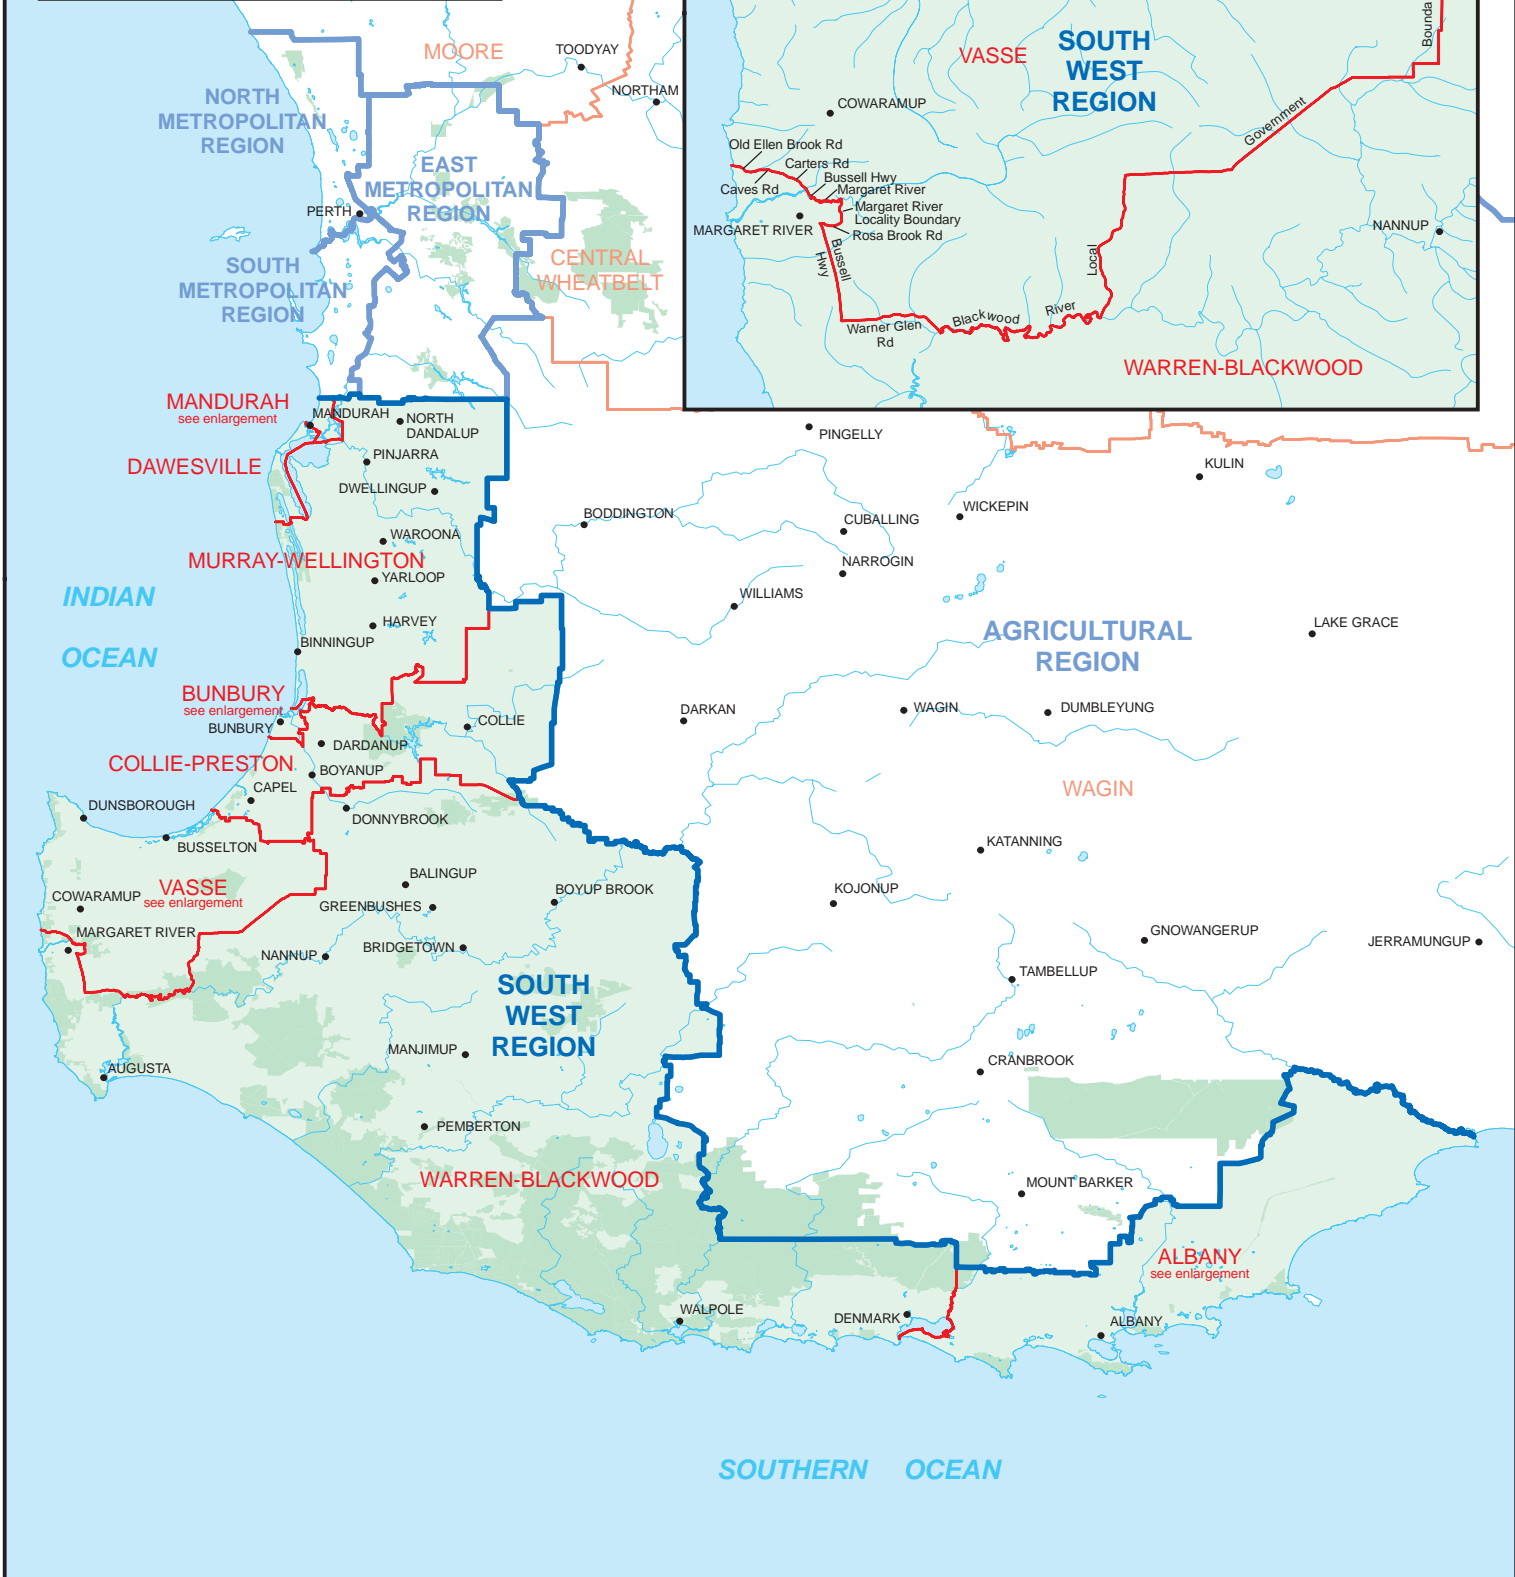 MOORE
TOODYAY
NORTHAM
NORTH
METROPOLITAN
REGION
EAST
METROPOLITAN
REGION
PERTH
SOUTH
METROPOLITAN
REGION
CENTRAL
WHEATBELT
VASSE
SOUTH
WEST
REGION
COWARAMUP
Old Ellen Brook Rd
Carters Rd
Caves Rd
Bussell Hwy
Margaret River
Margaret River
Locality Boundary
Rosa Brook Rd
MARGARET RIVER
Bussell
Hwy
Warner Glen
Rd
Blackwood
River
Local
Government
Bounda
NANNUP
WARREN-BLACKWOOD
MANDURAH
see enlargement
MANDURAH
NORTH
DANDALUP
DAWESVILLE
PINJARRA
DWELLINGUP
WAROONA
MURRAY-WELLINGTON
YARLOOP
HARVEY
BINNINGUP
INDIAN
OCEAN
BUNBURY
see enlargement
BUNBURY
COLLIE
DARDANUP
COLLIE-PRESTON
BOYANUP
CAPEL
DUNSBOROUGH
DONNYBROOK
BUSSELTON
VASSE
see enlargement
COWARAMUP
MARGARET RIVER
BALINGUP
GREENBUSHES
BOYUP BROOK
BRIDGETOWN
NANNUP
SOUTH
WEST
REGION
MANJIMUP
AUGUSTA
PEMBERTON
WARREN-BLACKWOOD
WALPOLE
DENMARK
PINGELLY
KULIN
BODDINGTON
CUBALLING
WICKEPIN
NARROGIN
WILLIAMS
AGRICULTURAL
REGION
LAKE GRACE
DARKAN
WAGIN
DUMBLEYUNG
WAGIN
KATANNING
KOJONUP
GNOWANGERUP
JERRAMUNGUP
TAMBELLUP
CRANBROOK
MOUNT BARKER
ALBANY
see enlargement
ALBANY
SOUTHERN OCEAN